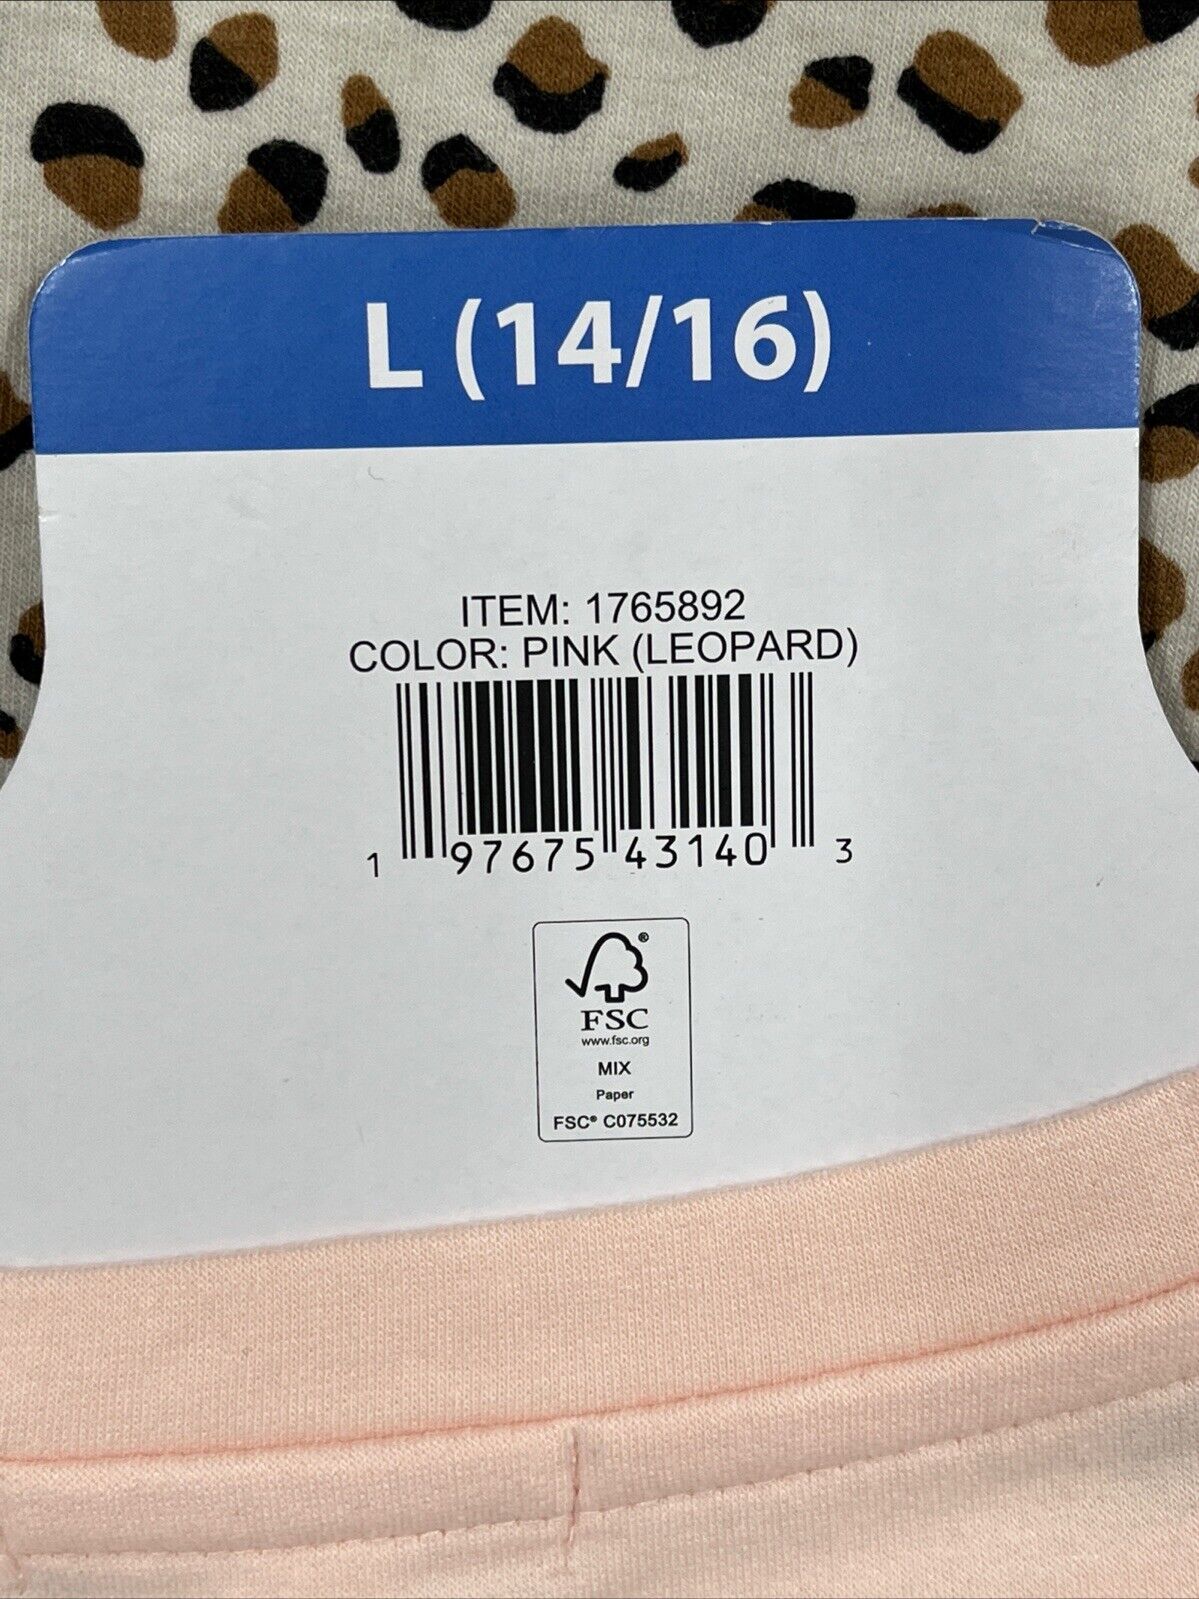 L (14/16)
ITEM: 1765892
COLOR: PINK (LEOPARD)
1 97675 43140 3
FSC
www.fsc.org
MIX
Paper
FSC® C075532